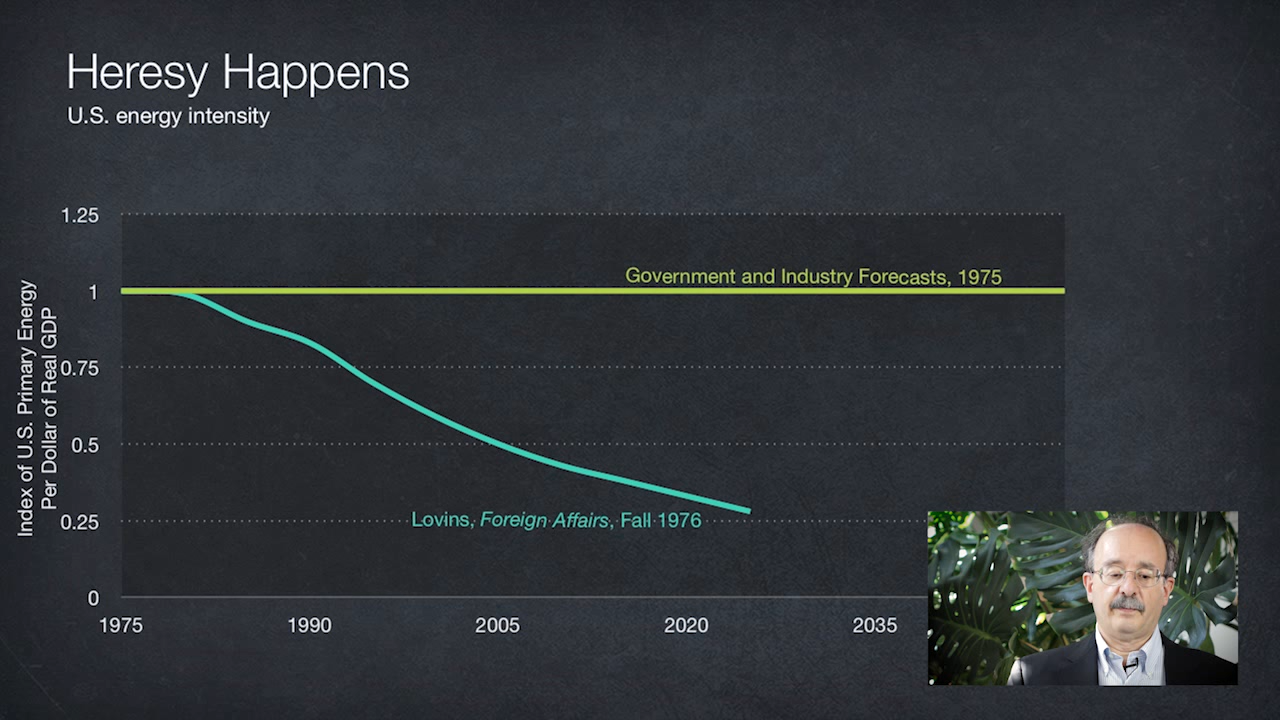 Heresy Happens
U.S. energy intensity
Index of U.S. Primary Energy
Per Dollar of Real GDP
1.25
1
0.75
0.5
0.25
0
Government and Industry Forecasts, 1975
Lovins, Foreign Affairs, Fall 1976
1975 1990 2005 2020 2035